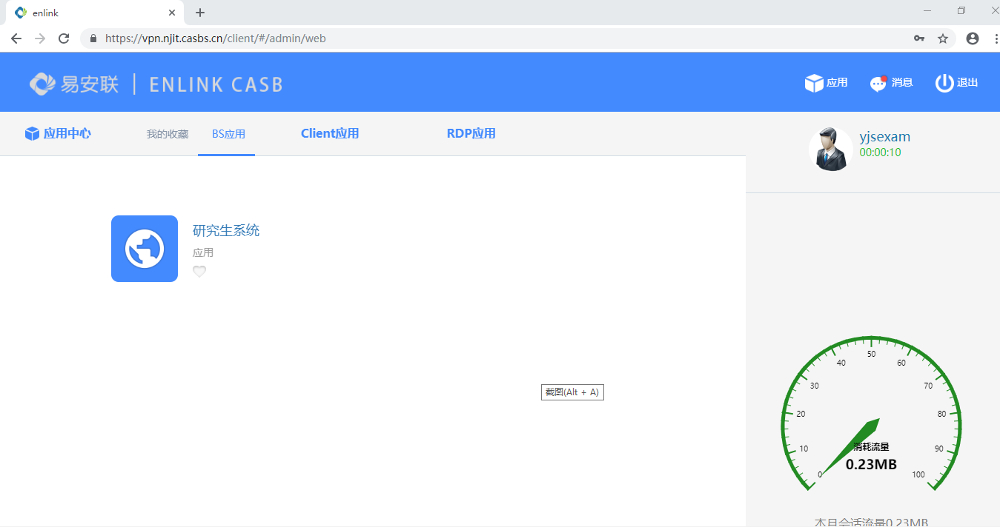 enlink
https://vpn.njit.casbs.cn/client/#/admin/web
易安联 | ENLINK CASB
应用 消息 退出
应用中心 我的收藏 BS应用 Client应用 RDP应用
yjsexam
00:00:10
研究生系统
应用
截图(Alt + A)
50
40 60
30 70
20 80
10 90
0 100
消耗流量
0.23MB
本月会话流量0.23MB